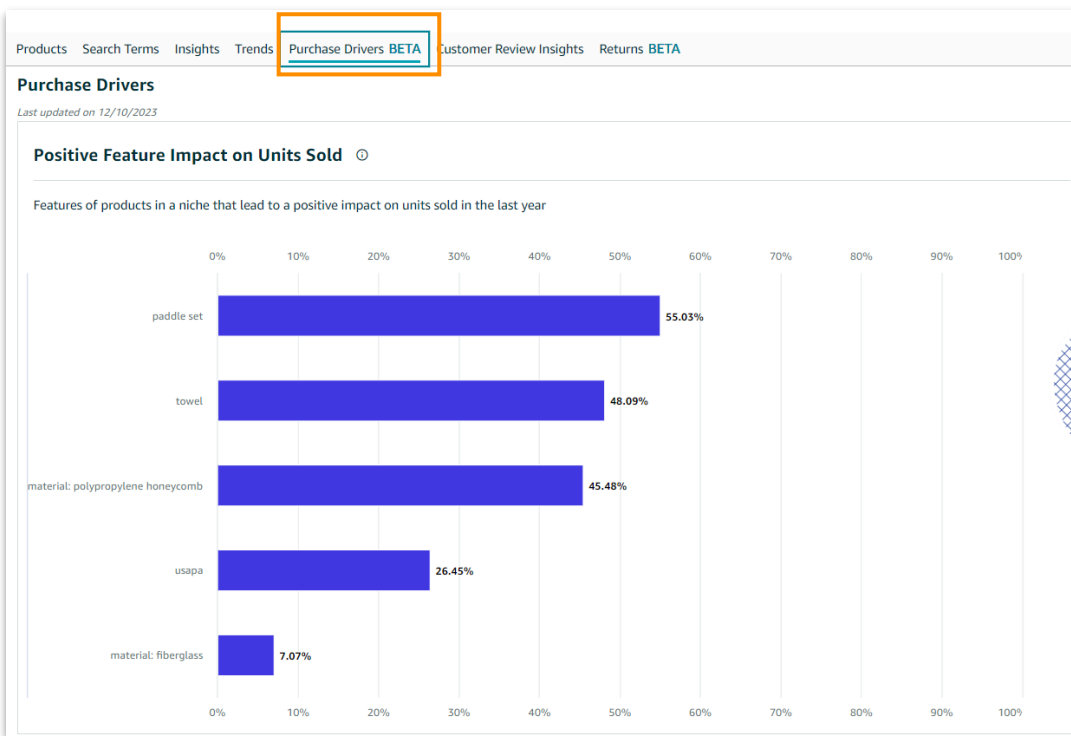 Products Search Terms Insights Trends Purchase Drivers BETA Customer Review Insights Returns BETA
Purchase Drivers
Last updated on 12/10/2023
Positive Feature Impact on Units Sold
Features of products in a niche that lead to a positive impact on units sold in the last year
0% 10% 20% 30% 40% 50% 60% 70% 80% 90% 100%
paddle set 55.03%
towel 48.09%
material: polypropylene honeycomb 45.48%
usapa 26.45%
material: fiberglass 7.07%
0% 10% 20% 30% 40% 50% 60% 70% 80% 90% 100%